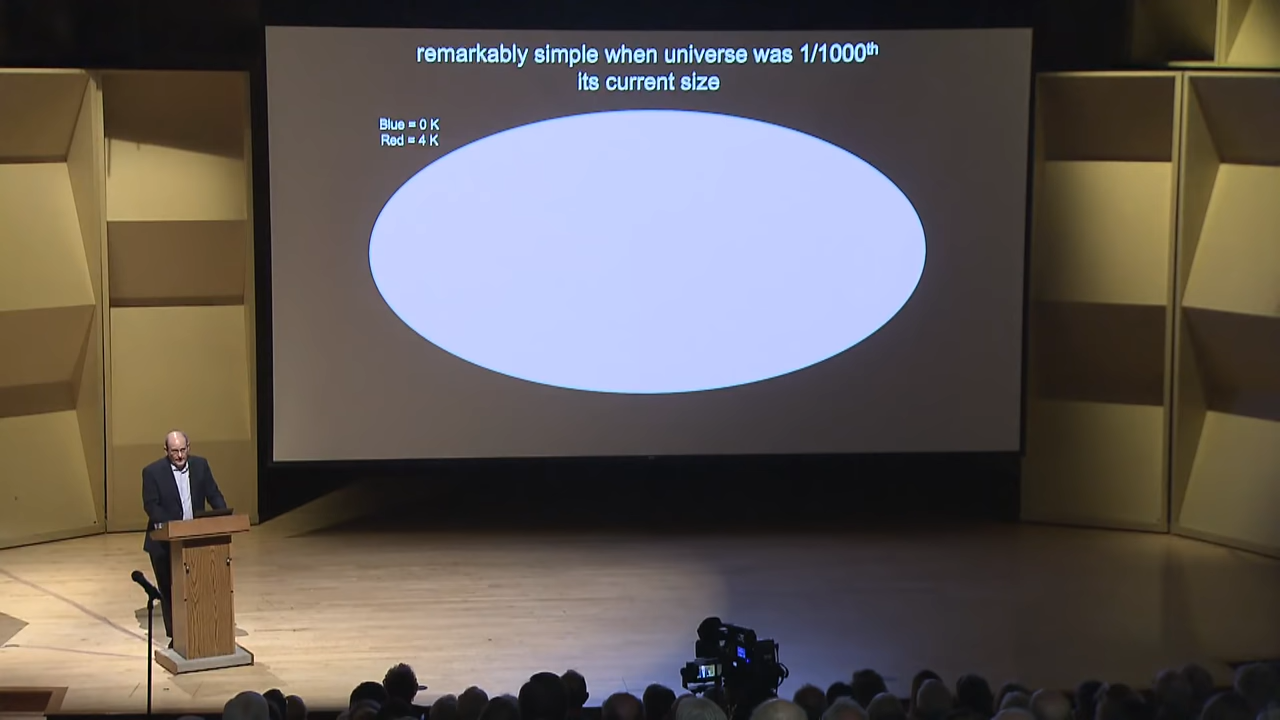 remarkably simple when universe was 1/1000th
its current size
Blue = 0 K
Red = 4 K